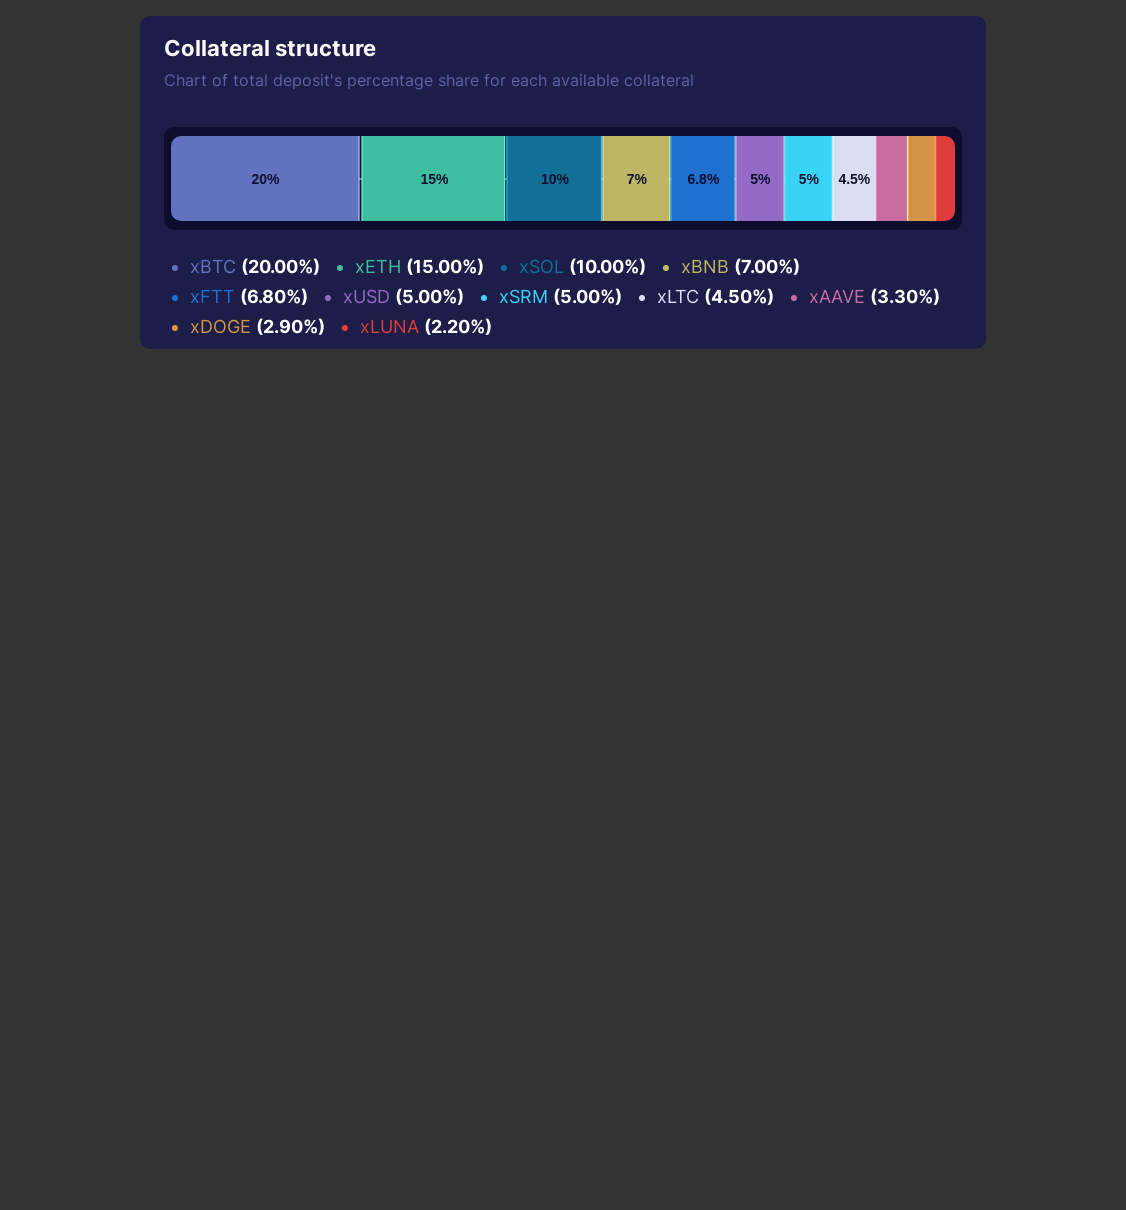 Collateral structure
Chart of total deposit's percentage share for each available collateral
20% 15% 10% 7% 6.8% 5% 5% 4.5%
xBTC (20.00%) xETH (15.00%) xSOL (10.00%) xBNB (7.00%)
xFTT (6.80%) xUSD (5.00%) xSRM (5.00%) xLTC (4.50%) xAAVE (3.30%)
xDOGE (2.90%) xLUNA (2.20%)